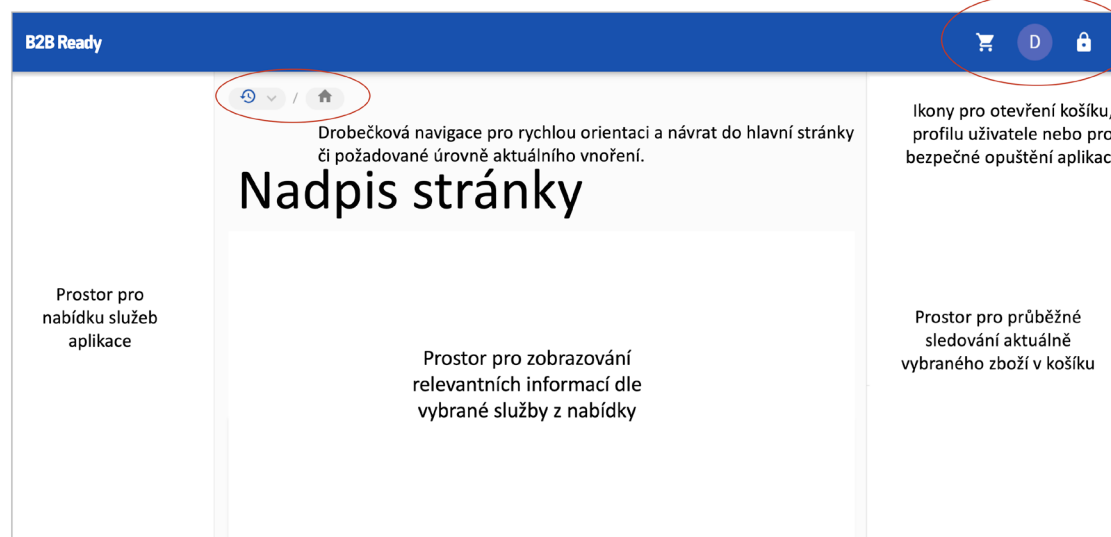 B2B Ready
D
/
Drobečková navigace pro rychlou orientaci a návrat do hlavní stránky
či požadované úrovně aktuálního vnoření.
Nadpis stránky
Ikony pro otevření košíku,
profilu uživatele nebo pro
bezpečné opuštění aplikac
Prostor pro
nabídku služeb
aplikace
Prostor pro zobrazování
relevantních informací dle
vybrané služby z nabídky
Prostor pro průběžné
sledování aktuálně
vybraného zboží v košíku